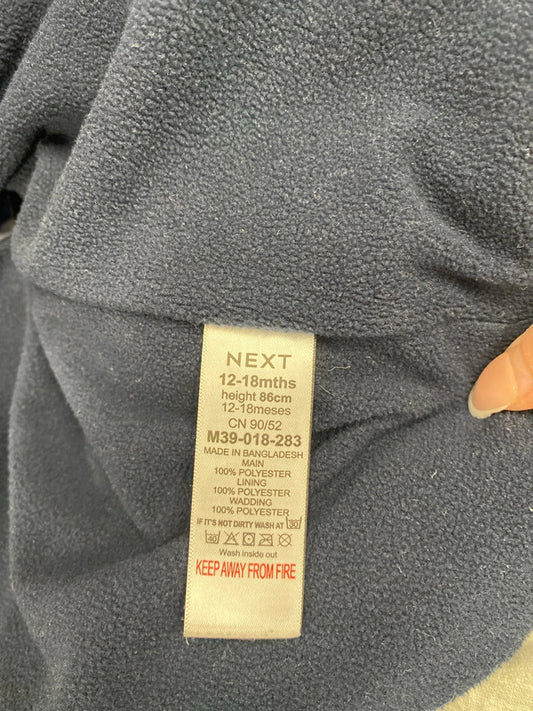 NEXT
12-18mths
height 86cm
12-18meses
CN 90/52
M39-018-283
MADE IN BANGLADESH
MAIN
100% POLYESTER
LINING
100% POLYESTER
WADDING
100% POLYESTER
IF IT'S NOT DIRTY WASH AT 30
40
Wash inside out
KEEP AWAY FROM FIRE